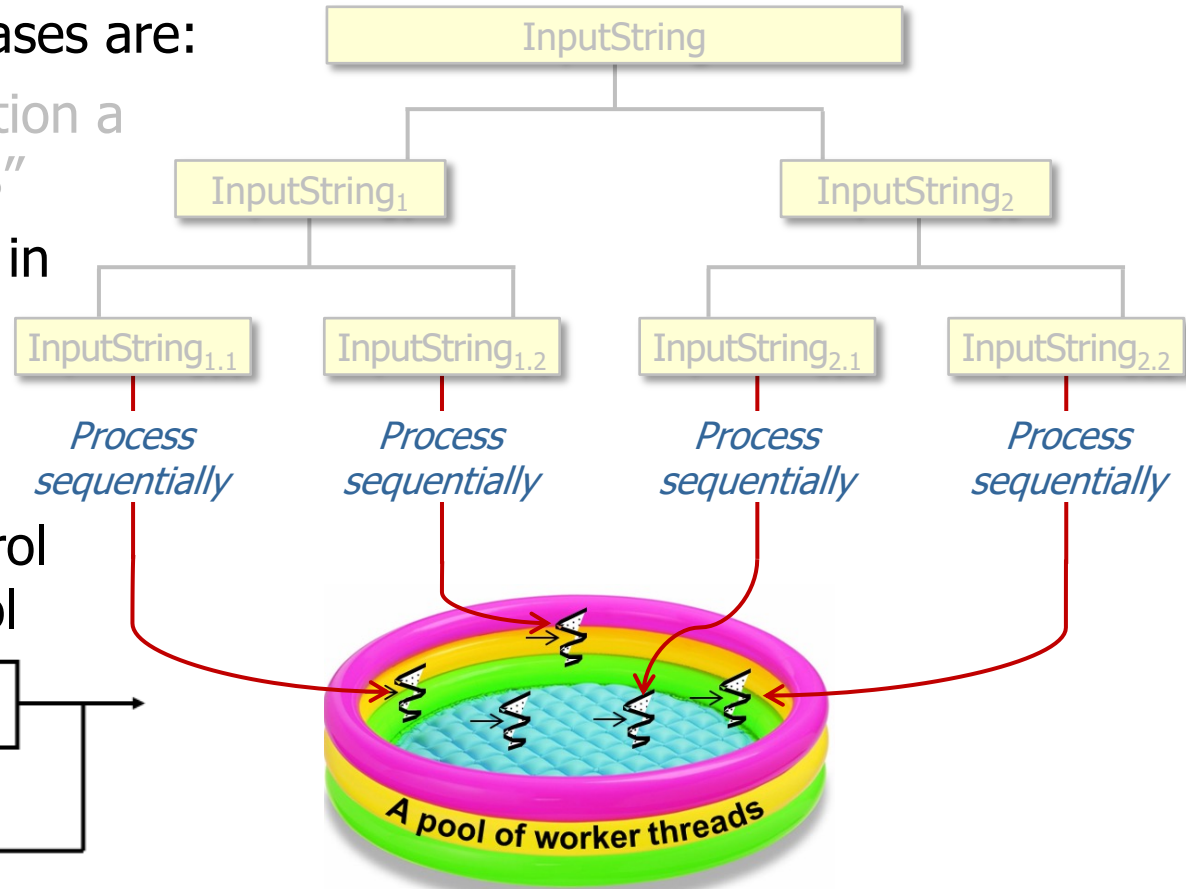 ases are:
tion a
”
in
rol
ol
InputString
InputString1
InputString2
InputString1.1
InputString1.2
InputString2.1
InputString2.2
Process
sequentially
Process
sequentially
Process
sequentially
Process
sequentially
A pool of worker threads